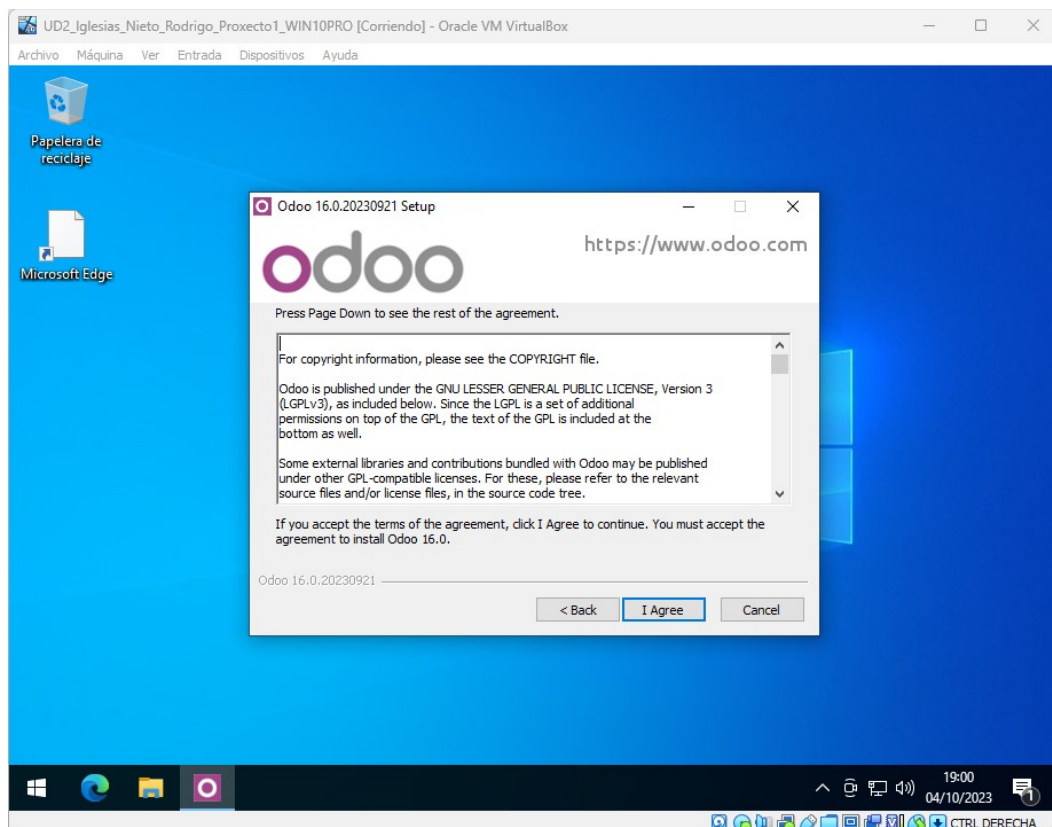 UD2_Iglesias_Nieto_Rodrigo_Proxecto1_WIN10PRO [Corriendo] - Oracle VM VirtualBox
Archivo Máquina Ver Entrada Dispositivos Ayuda
Papelera de
reciclaje
Microsoft Edge
Odoo 16.0.20230921 Setup
odoo
https://www.odoo.com
Press Page Down to see the rest of the agreement.
For copyright information, please see the COPYRIGHT file.
Odoo is published under the GNU LESSER GENERAL PUBLIC LICENSE, Version 3
(LGPLv3), as included below. Since the LGPL is a set of additional
permissions on top of the GPL, the text of the GPL is included at the
bottom as well.
Some external libraries and contributions bundled with Odoo may be published
under other GPL-compatible licenses. For these, please refer to the relevant
source files and/or license files, in the source code tree.
If you accept the terms of the agreement, click I Agree to continue. You must accept the
agreement to install Odoo 16.0.
Odoo 16.0.20230921
< Back I Agree Cancel
19:00
04/10/2023
1
CTRL DERECHA